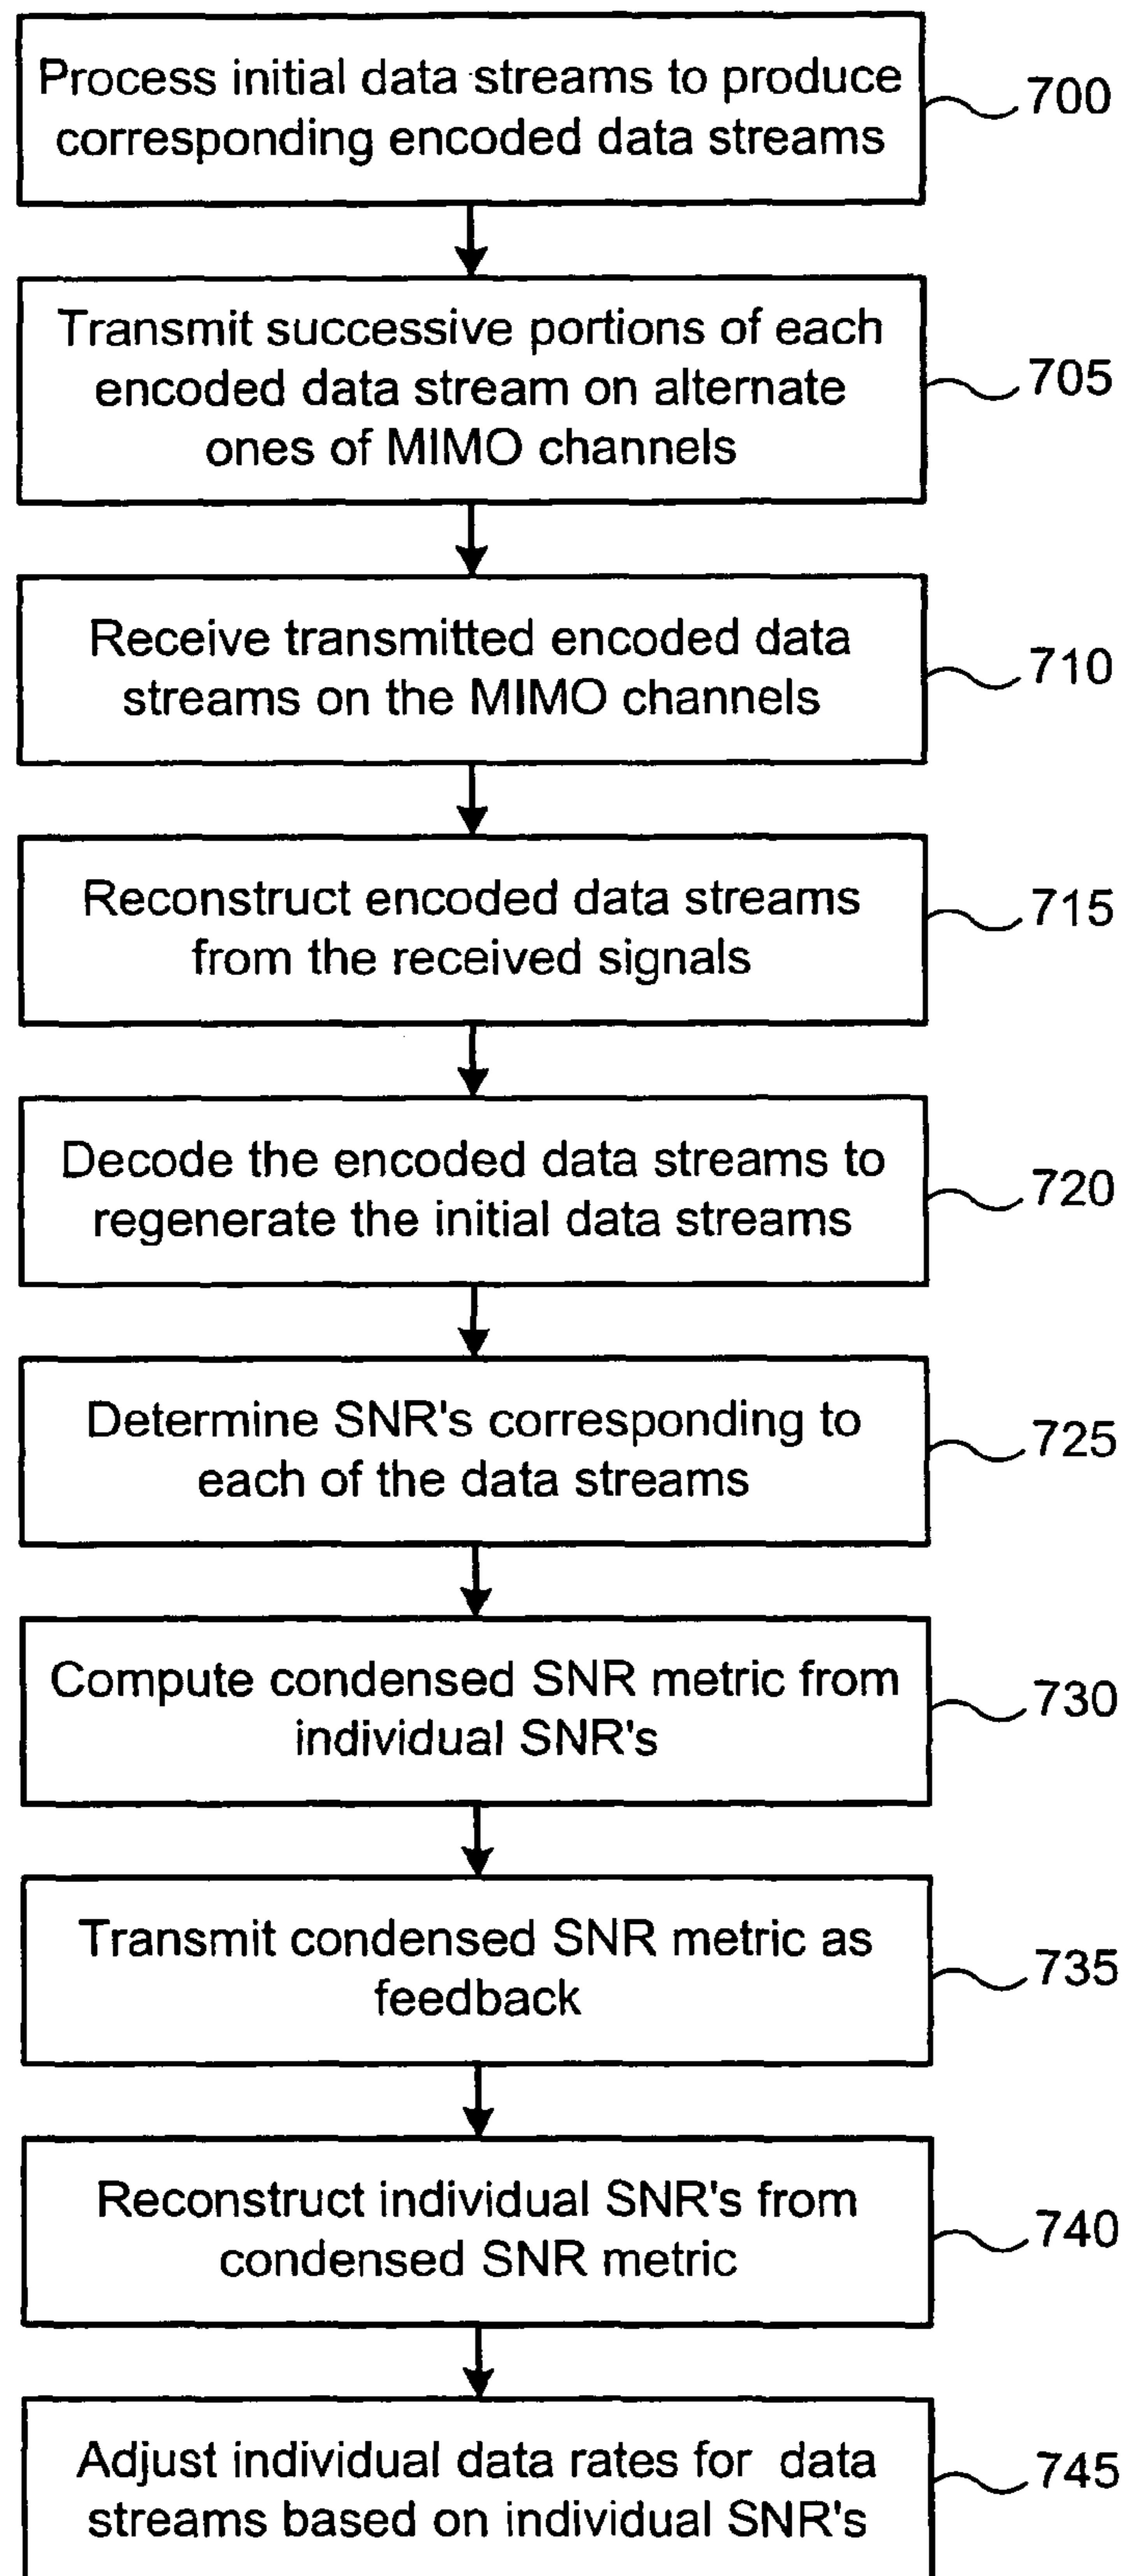 Process initial data streams to produce
corresponding encoded data streams
700
Transmit successive portions of each
encoded data stream on alternate
ones of MIMO channels
705
Receive transmitted encoded data
streams on the MIMO channels
710
Reconstruct encoded data streams
from the received signals
715
Decode the encoded data streams to
regenerate the initial data streams
720
Determine SNR's corresponding to
each of the data streams
725
Compute condensed SNR metric from
individual SNR's
730
Transmit condensed SNR metric as
feedback
735
Reconstruct individual SNR's from
condensed SNR metric
740
Adjust individual data rates for data
streams based on individual SNR's
745